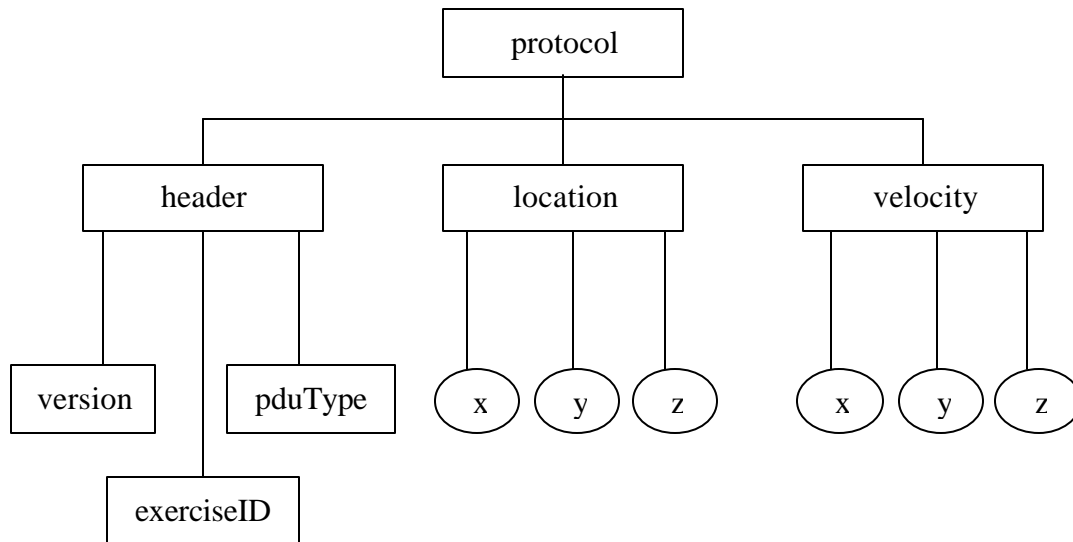 protocol
header
location
velocity
version
pduType
x
y
z
x
y
z
exerciseID